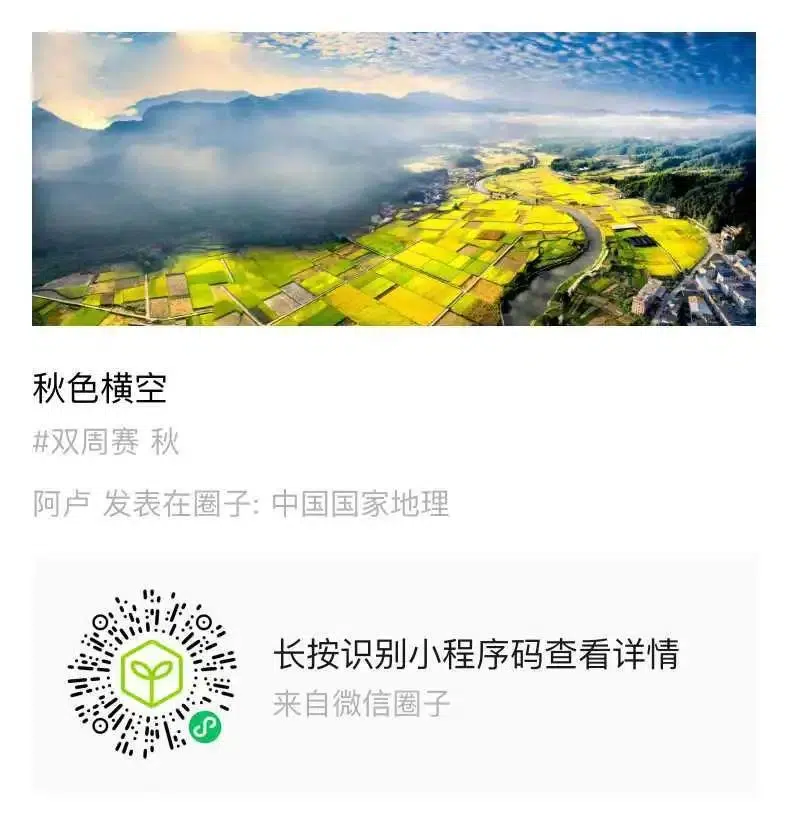 秋色横空
#双周赛 秋
阿卢 发表在圈子: 中国国家地理
长按识别小程序码查看详情
来自微信圈子